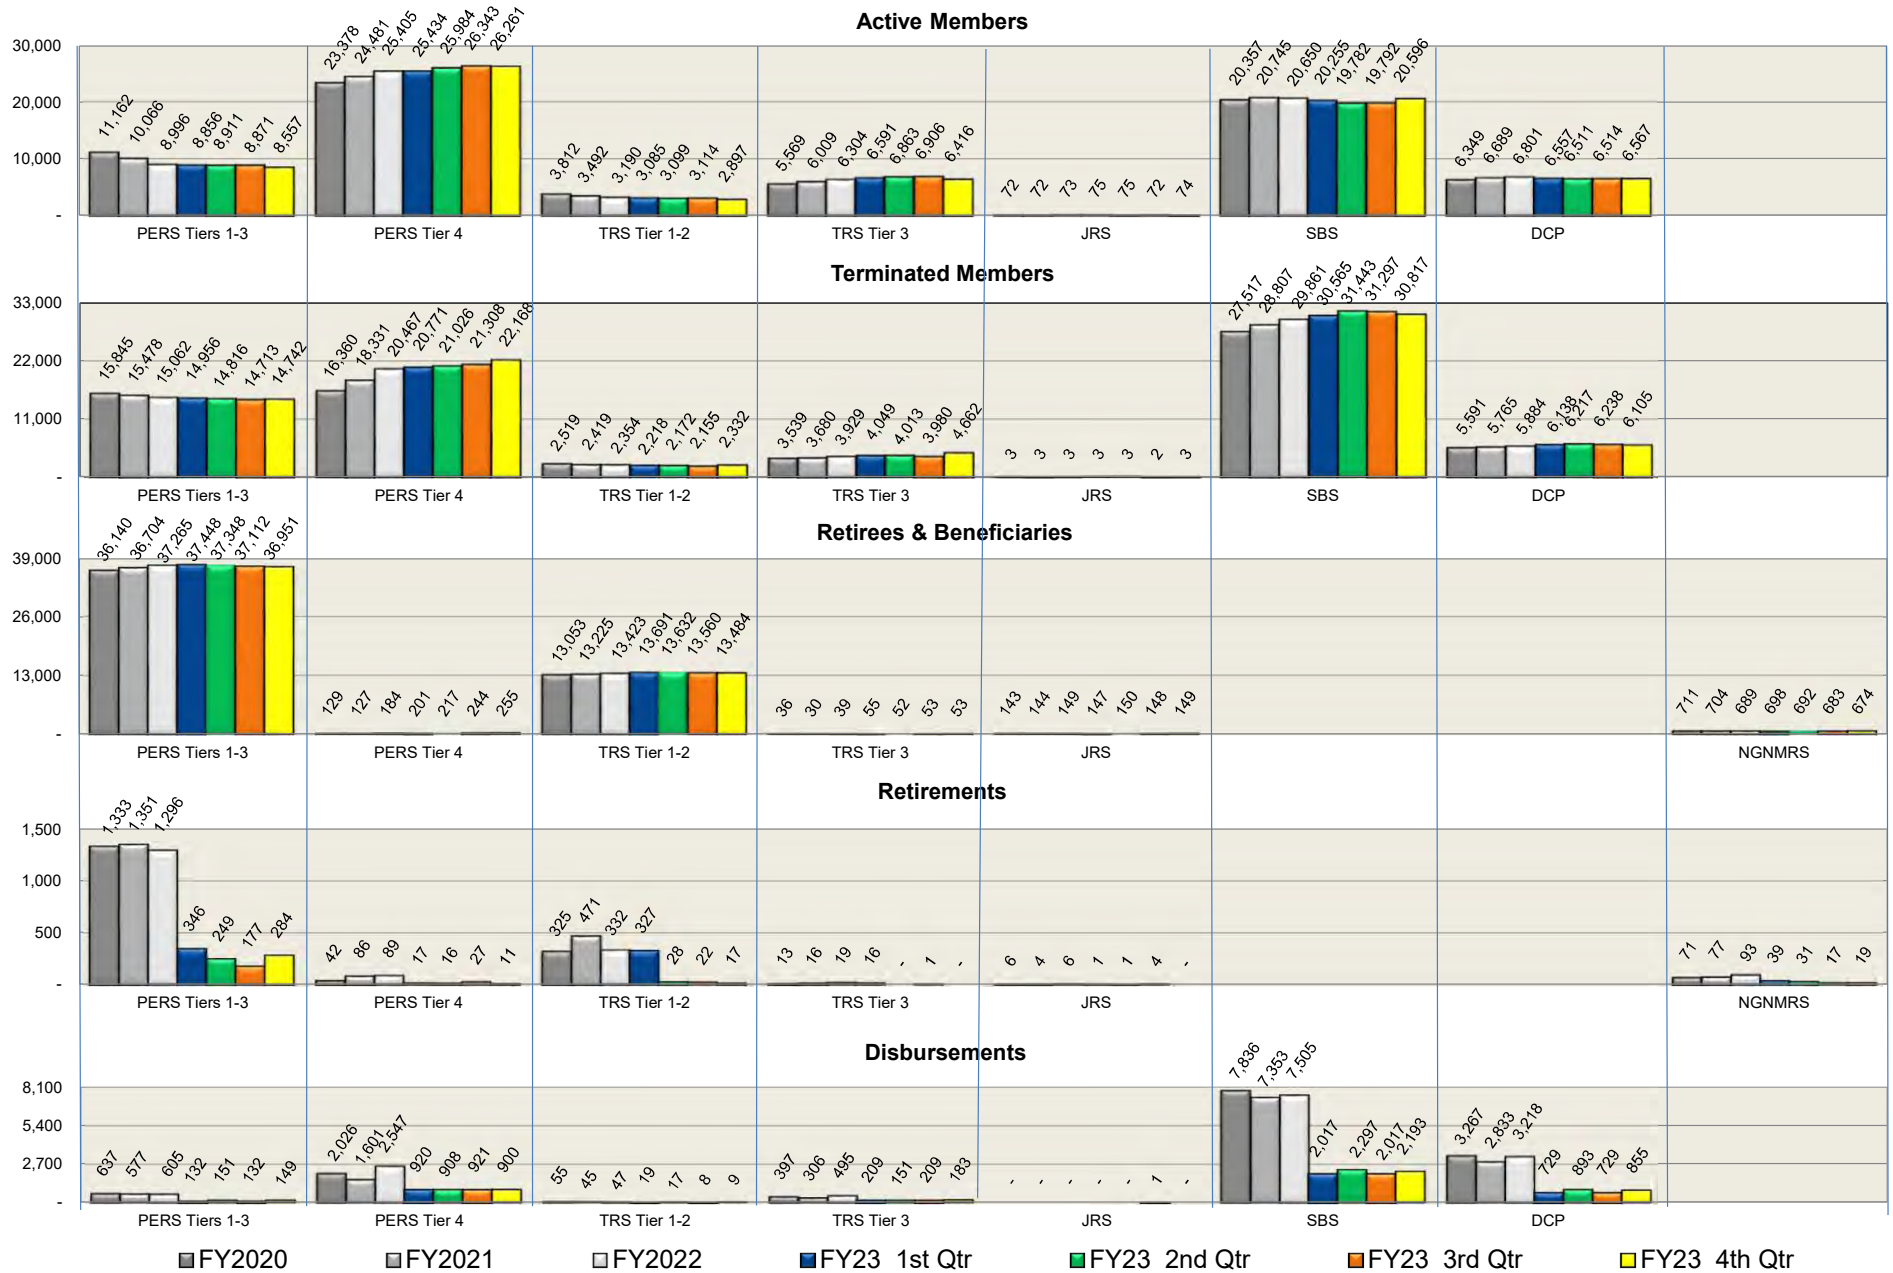 Active Members
30,000
20,000
10,000
-
11,162 10,066 8,996 8,856 8,911 8,871 8,557
23,378 24,481 25,405 25,434 25,984 26,343 26,261
3,812 3,492 3,190 3,085 3,099 3,114 2,897
5,569 6,009 6,304 6,591 6,863 6,906 6,416
72 72 73 75 75 72 74
20,357 20,745 20,650 20,255 19,782 19,792 20,596
6,349 6,689 6,801 6,557 6,511 6,514 6,567
PERS Tiers 1-3 PERS Tier 4 TRS Tier 1-2 TRS Tier 3 JRS SBS DCP
Terminated Members
33,000
22,000
11,000
-
15,845 15,478 15,062 14,956 14,816 14,713 14,742
16,360 18,331 20,467 20,771 21,026 21,308 22,168
2,519 2,419 2,354 2,218 2,172 2,155 2,332
3,539 3,680 3,929 4,049 4,013 3,980 4,662
3 3 3 3 3 2 3
27,517 28,807 29,861 30,565 31,443 31,297 30,817
5,591 5,765 5,884 6,138 6,217 6,238 6,105
PERS Tiers 1-3 PERS Tier 4 TRS Tier 1-2 TRS Tier 3 JRS SBS DCP
Retirees & Beneficiaries
39,000
26,000
13,000
-
36,140 36,704 37,265 37,448 37,348 37,112 36,951
129 127 184 201 217 244 255
13,053 13,225 13,423 13,691 13,632 13,560 13,484
36 30 39 55 52 53 53
143 144 149 147 150 148 149
711 704 689 698 692 683 674
PERS Tiers 1-3 PERS Tier 4 TRS Tier 1-2 TRS Tier 3 JRS NGNMRS
Retirements
1,500
1,000
500
-
1,333 1,351 1,296 346 249 177 284
42 86 89 17 16 27 11
325 471 332 327 28 22 17
13 16 19 16 - 1 -
6 4 6 1 1 4 -
71 77 93 39 31 17 19
PERS Tiers 1-3 PERS Tier 4 TRS Tier 1-2 TRS Tier 3 JRS NGNMRS
Disbursements
8,100
5,400
2,700
-
637 577 605 132 151 132 149
2,026 1,601 2,547 920 908 921 900
55 45 47 19 17 8 9
397 306 495 209 151 209 183
- - - - - 1 -
7,836 7,353 7,505 2,017 2,297 2,017 2,193
3,267 2,833 3,218 729 893 729 855
PERS Tiers 1-3 PERS Tier 4 TRS Tier 1-2 TRS Tier 3 JRS SBS DCP
FY2020 FY2021 FY2022 FY23 1st Qtr FY23 2nd Qtr FY23 3rd Qtr FY23 4th Qtr